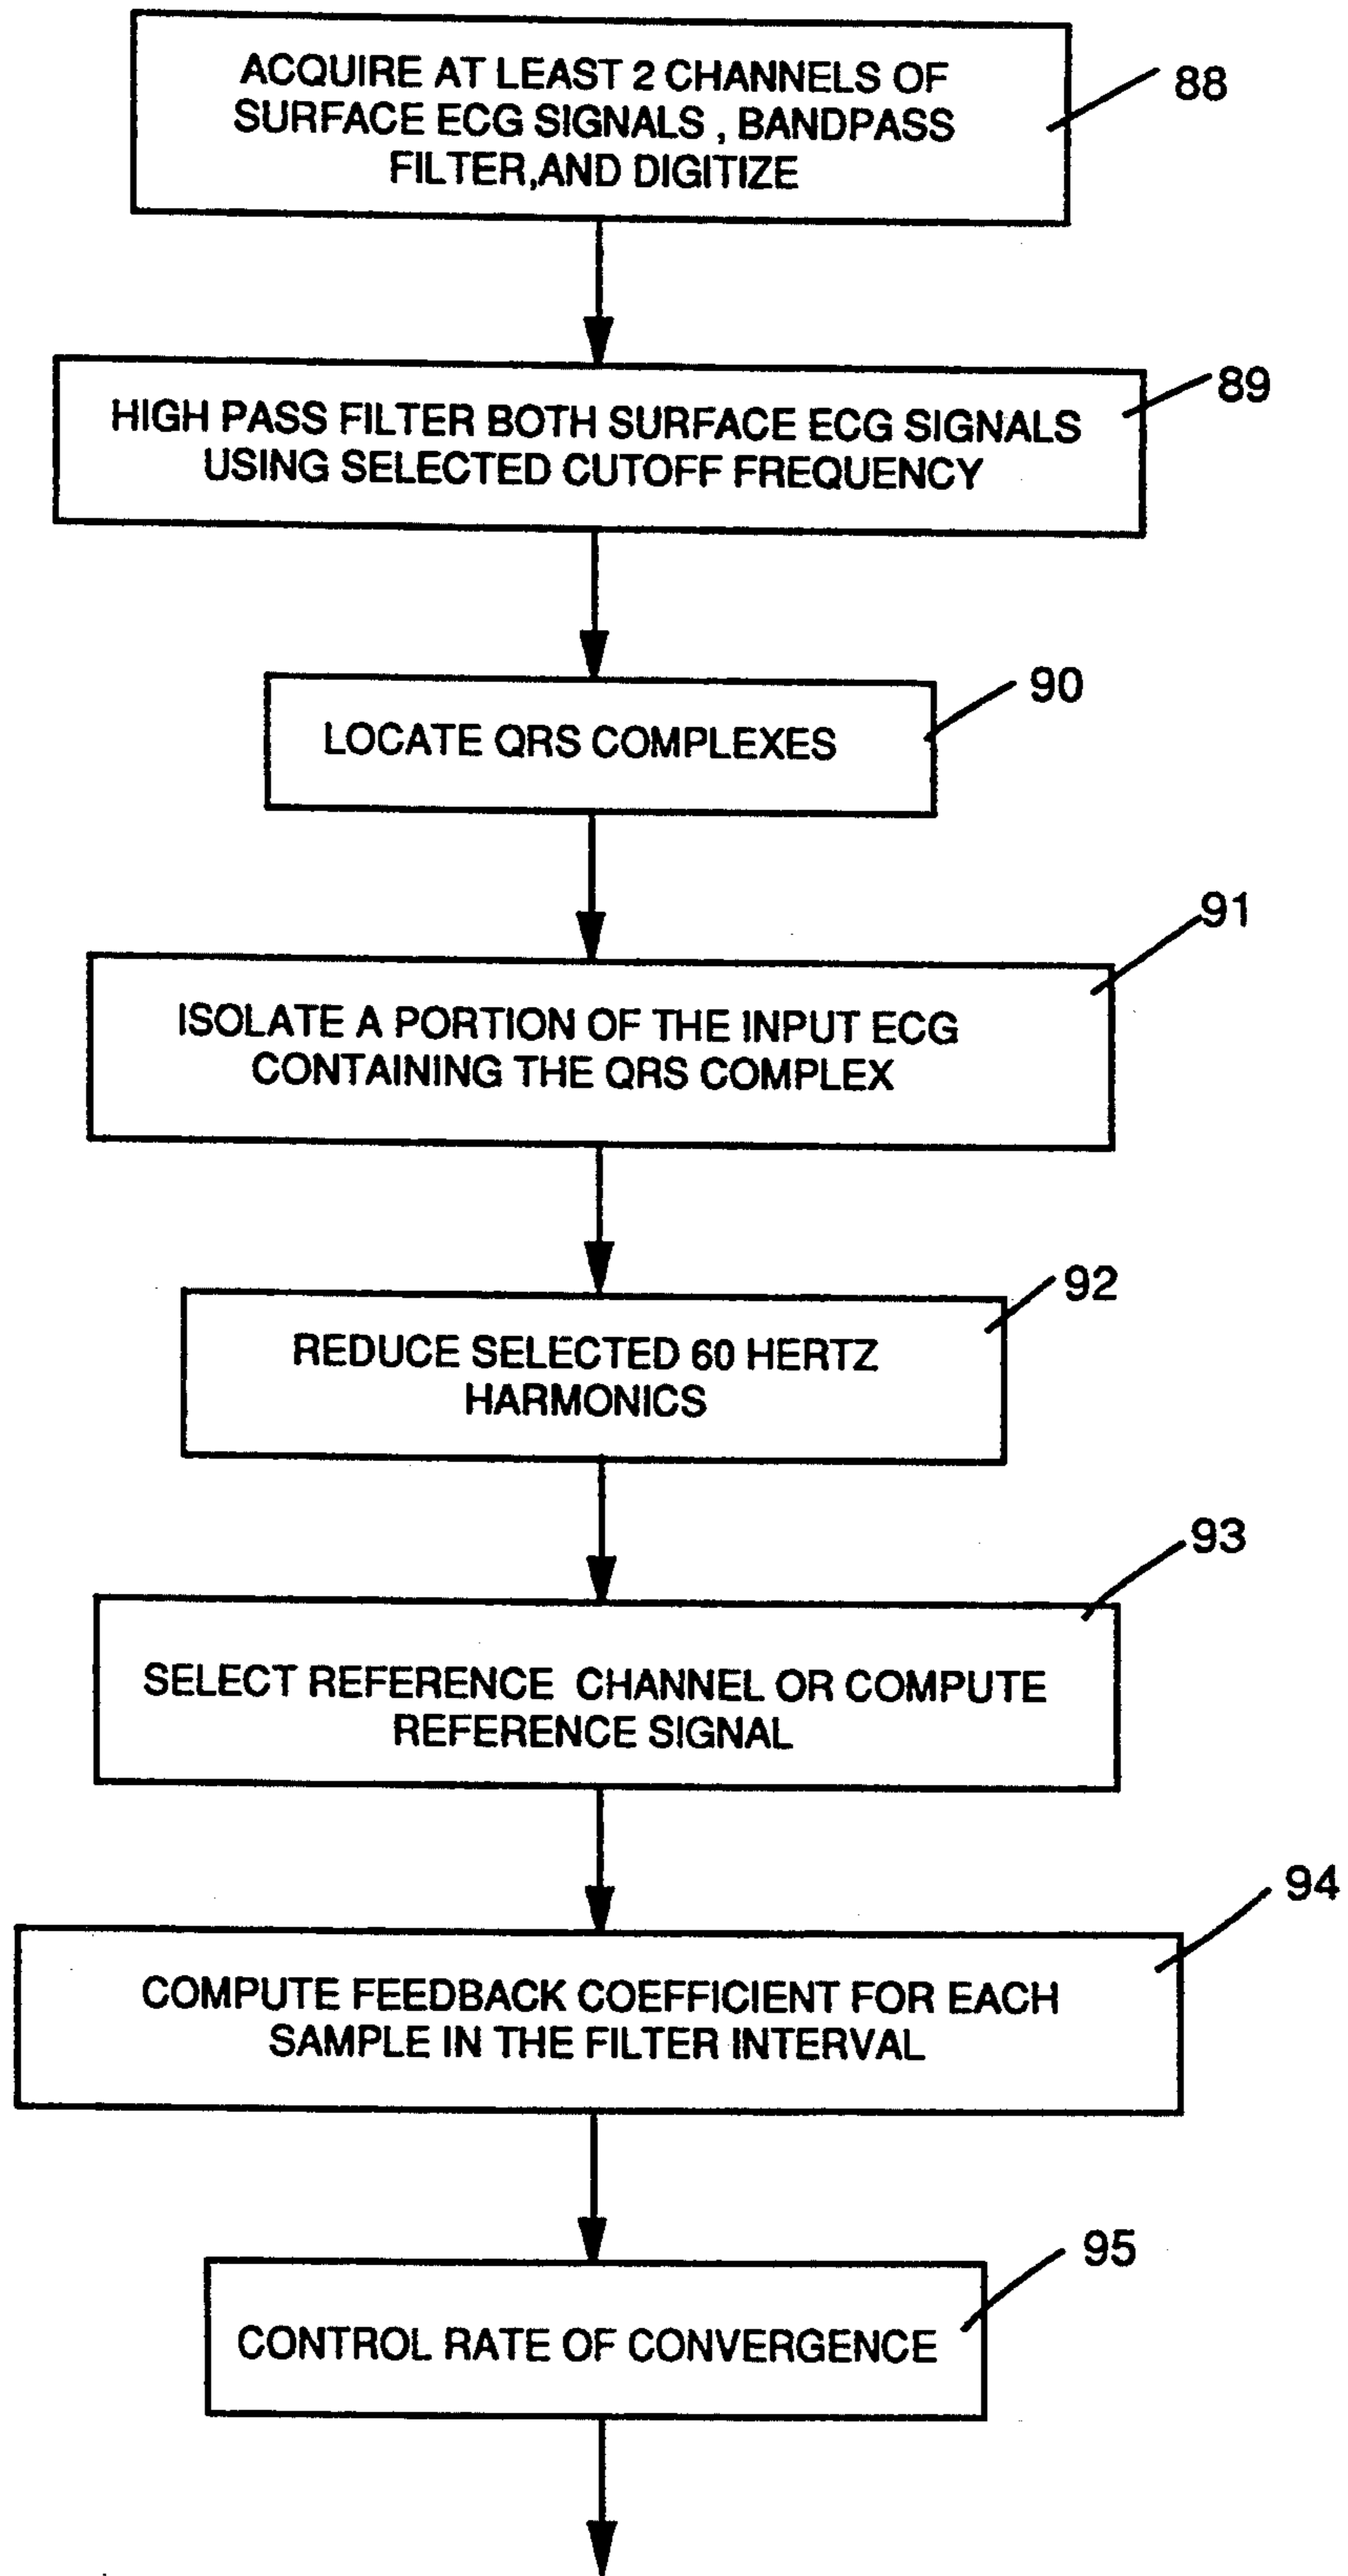 ACQUIRE AT LEAST 2 CHANNELS OF
SURFACE ECG SIGNALS , BANDPASS
FILTER,AND DIGITIZE
88
HIGH PASS FILTER BOTH SURFACE ECG SIGNALS
USING SELECTED CUTOFF FREQUENCY
89
LOCATE QRS COMPLEXES
90
ISOLATE A PORTION OF THE INPUT ECG
CONTAINING THE QRS COMPLEX
91
REDUCE SELECTED 60 HERTZ
HARMONICS
92
SELECT REFERENCE CHANNEL OR COMPUTE
REFERENCE SIGNAL
93
COMPUTE FEEDBACK COEFFICIENT FOR EACH
SAMPLE IN THE FILTER INTERVAL
94
CONTROL RATE OF CONVERGENCE
95